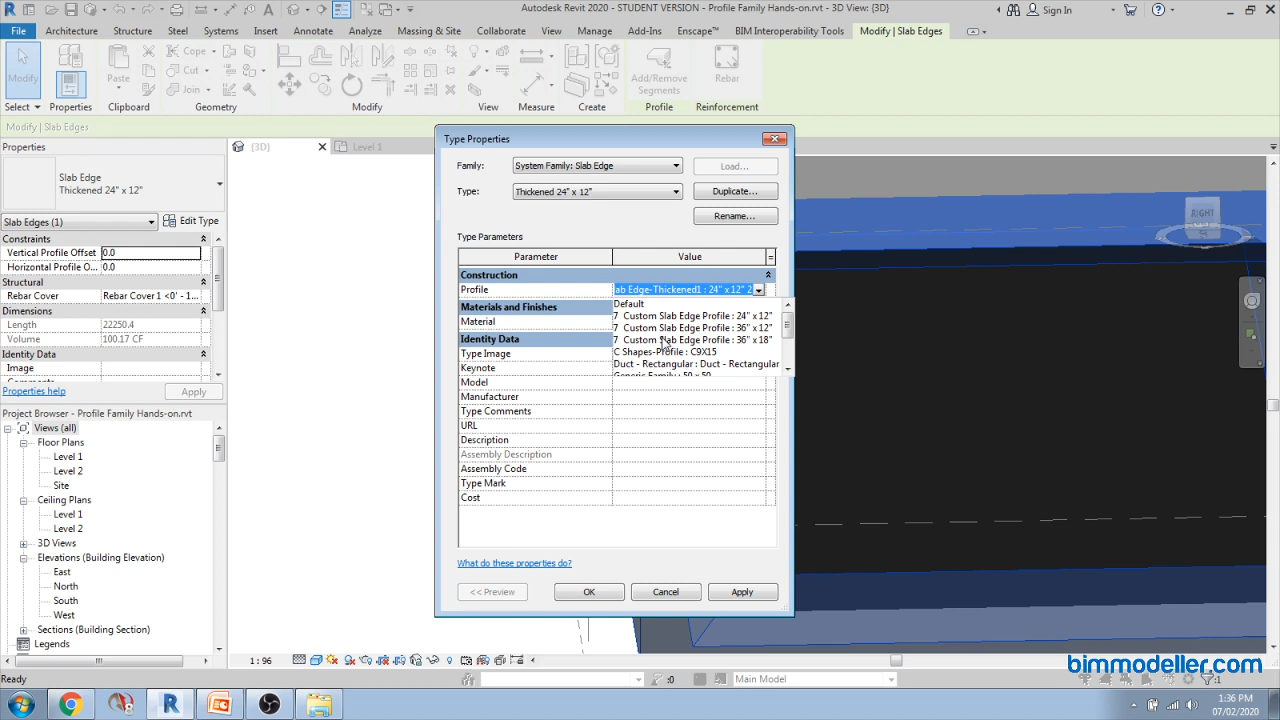 Autodesk Revit 2020 - STUDENT VERSION - Profile Family Hands-on.rvt - 3D View: {3D}
Sign In
File Architecture Structure Steel Systems Insert Annotate Analyze Massing & Site Collaborate View Manage Add-Ins Enscape™ BIM Interoperability Tools Modify | Slab Edges
Modify
Paste
Cope
Cut
Join
Add/Remove
Segments
Rebar
Select Properties Clipboard Geometry Modify View Measure Create Profile Reinforcement
Modify | Slab Edges
Properties
{3D}
Level 1
Slab Edge
Thickened 24" x 12"
Slab Edges (1)
Edit Type
Constraints
Vertical Profile Offset 0.0
Horizontal Profile O... 0.0
Structural
Rebar Cover Rebar Cover 1 <0' - 1...
Dimensions
Length 22250.4
Volume 100.17 CF
Identity Data
Image
Properties help
Apply
Project Browser - Profile Family Hands-on.rvt
Views (all)
Floor Plans
Level 1
Level 2
Site
Ceiling Plans
Level 1
Level 2
3D Views
Elevations (Building Elevation)
East
North
South
West
Sections (Building Section)
Legends
Type Properties
Family: System Family: Slab Edge Load...
Type: Thickened 24" x 12" Duplicate...
Rename...
Type Parameters
Parameter Value =
Construction
Profile ab Edge-Thickened1 : 24" x 12" 2
Default
Materials and Finishes 7 Custom Slab Edge Profile : 24" x 12"
Material 7 Custom Slab Edge Profile : 36" x 12"
Identity Data 7 Custom Slab Edge Profile : 36" x 18"
Type Image C Shapes-Profile : C9X15
Keynote Duct - Rectangular : Duct - Rectangular
Generic Family : 50 x 50
Model
Manufacturer
Type Comments
URL
Description
Assembly Description
Assembly Code
Type Mark
Cost
What do these properties do?
<< Preview OK Cancel Apply
RIGHT
1 : 96
Ready
:0
Main Model
:1
bimmodeller.com
1:36 PM
07/02/2020